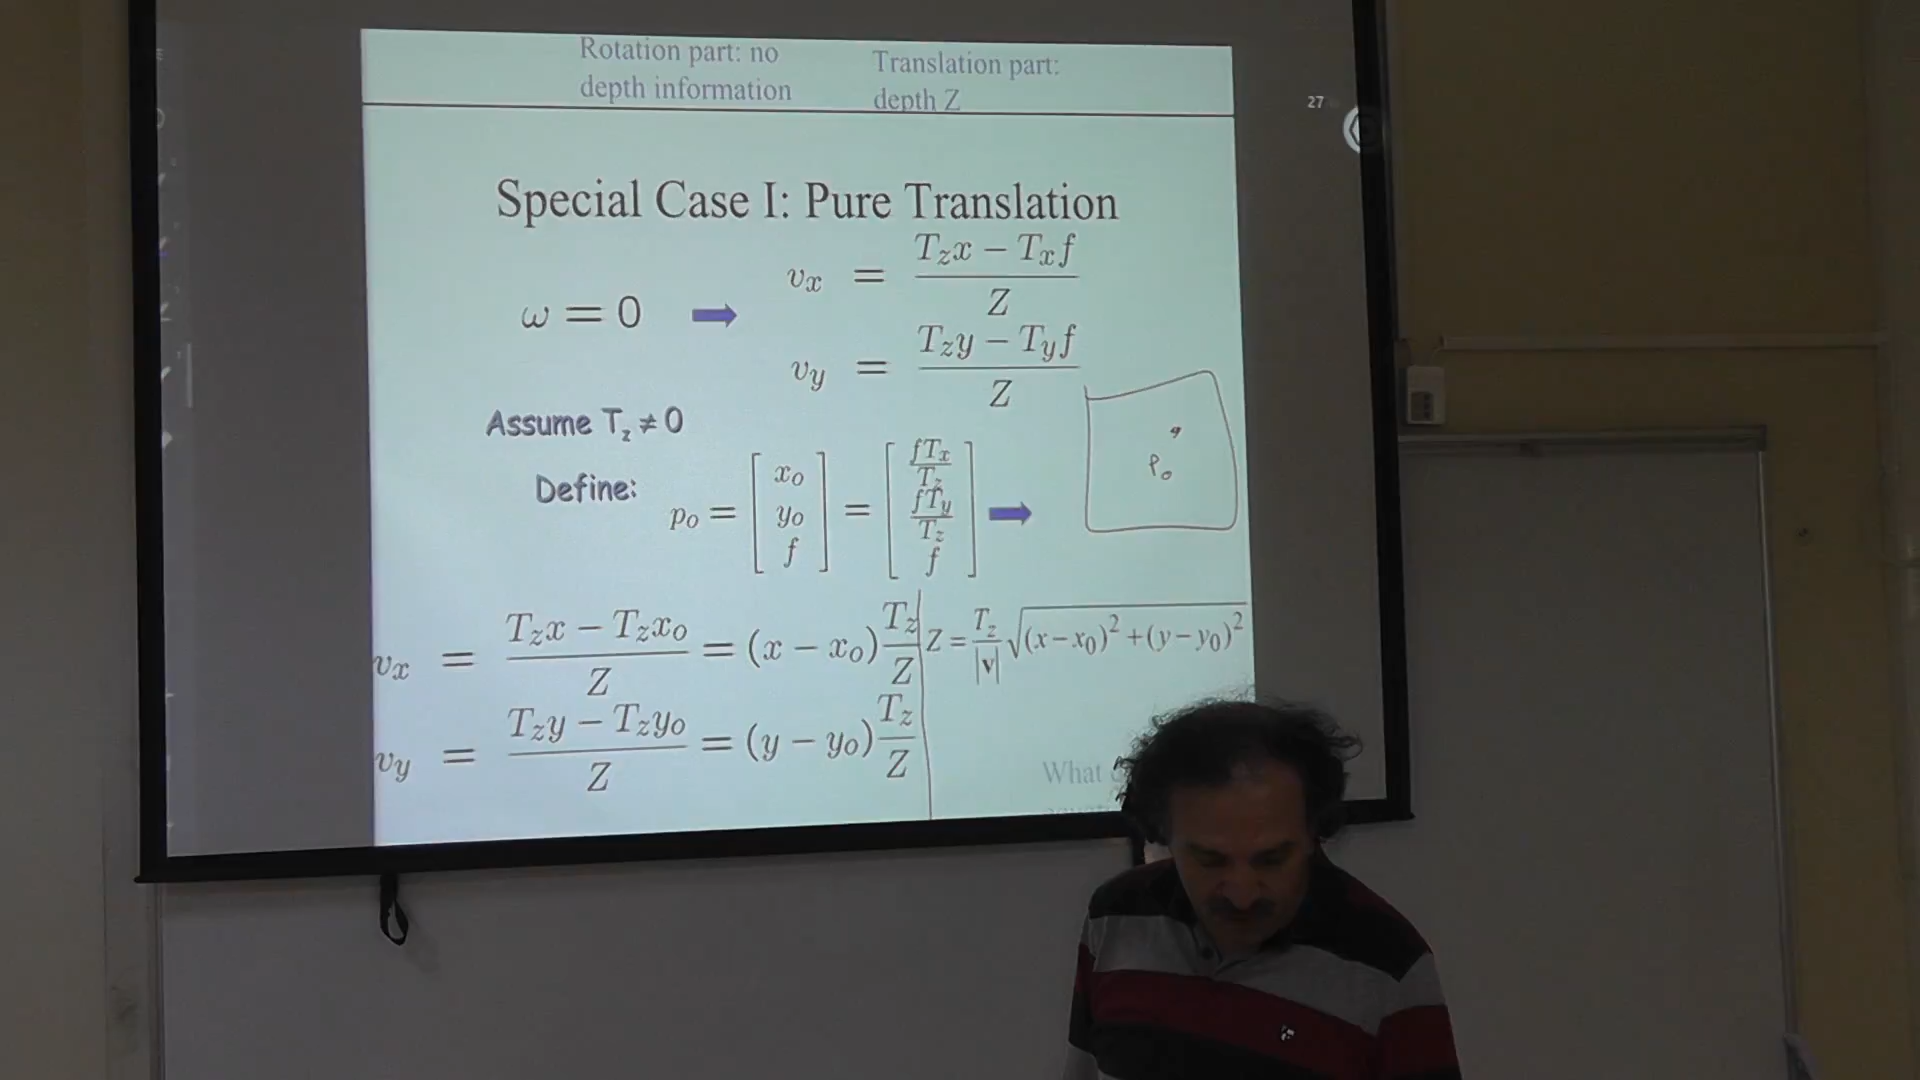 Rotation part: no
depth information
Translation part:
depth Z
27
Special Case I: Pure Translation
ω = 0 ➡ v_x = (T_z x − T_x f) / Z
v_y = (T_z y − T_y f) / Z
Assume T_z ≠ 0
Define: p_o = [x_o y_o f] = [fT_x/T_z fT_y/T_z f] ➡
p_o
v_x = (T_z x − T_z x_o) / Z = (x − x_o) T_z / Z
Z = T_z / |v| √((x − x_0)^2 + (y − y_0)^2)
v_y = (T_z y − T_z y_o) / Z = (y − y_o) T_z / Z
What